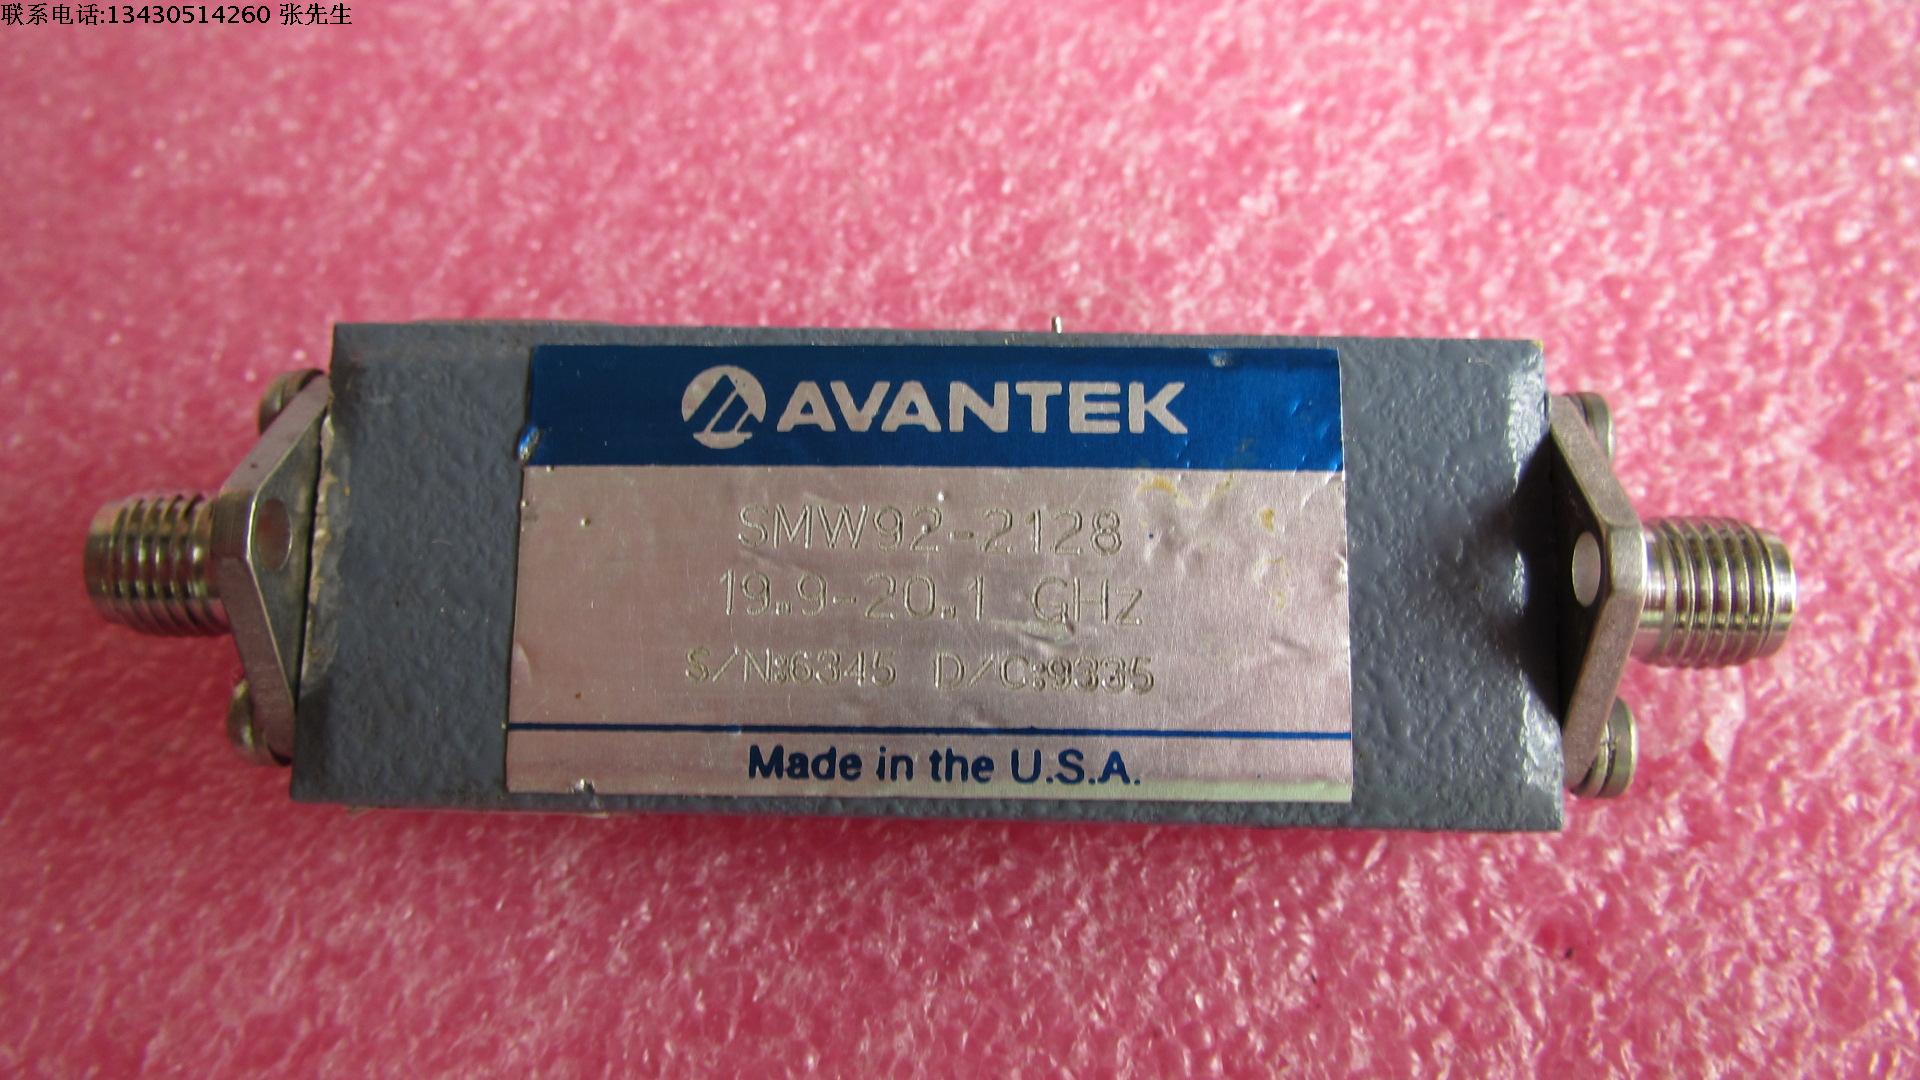 联系电话:13430514260 张先生
AVANTEK
SMW92-2128
19.9-20.1 GHz
S/N:6345 D/C:9335
Made in the U.S.A.